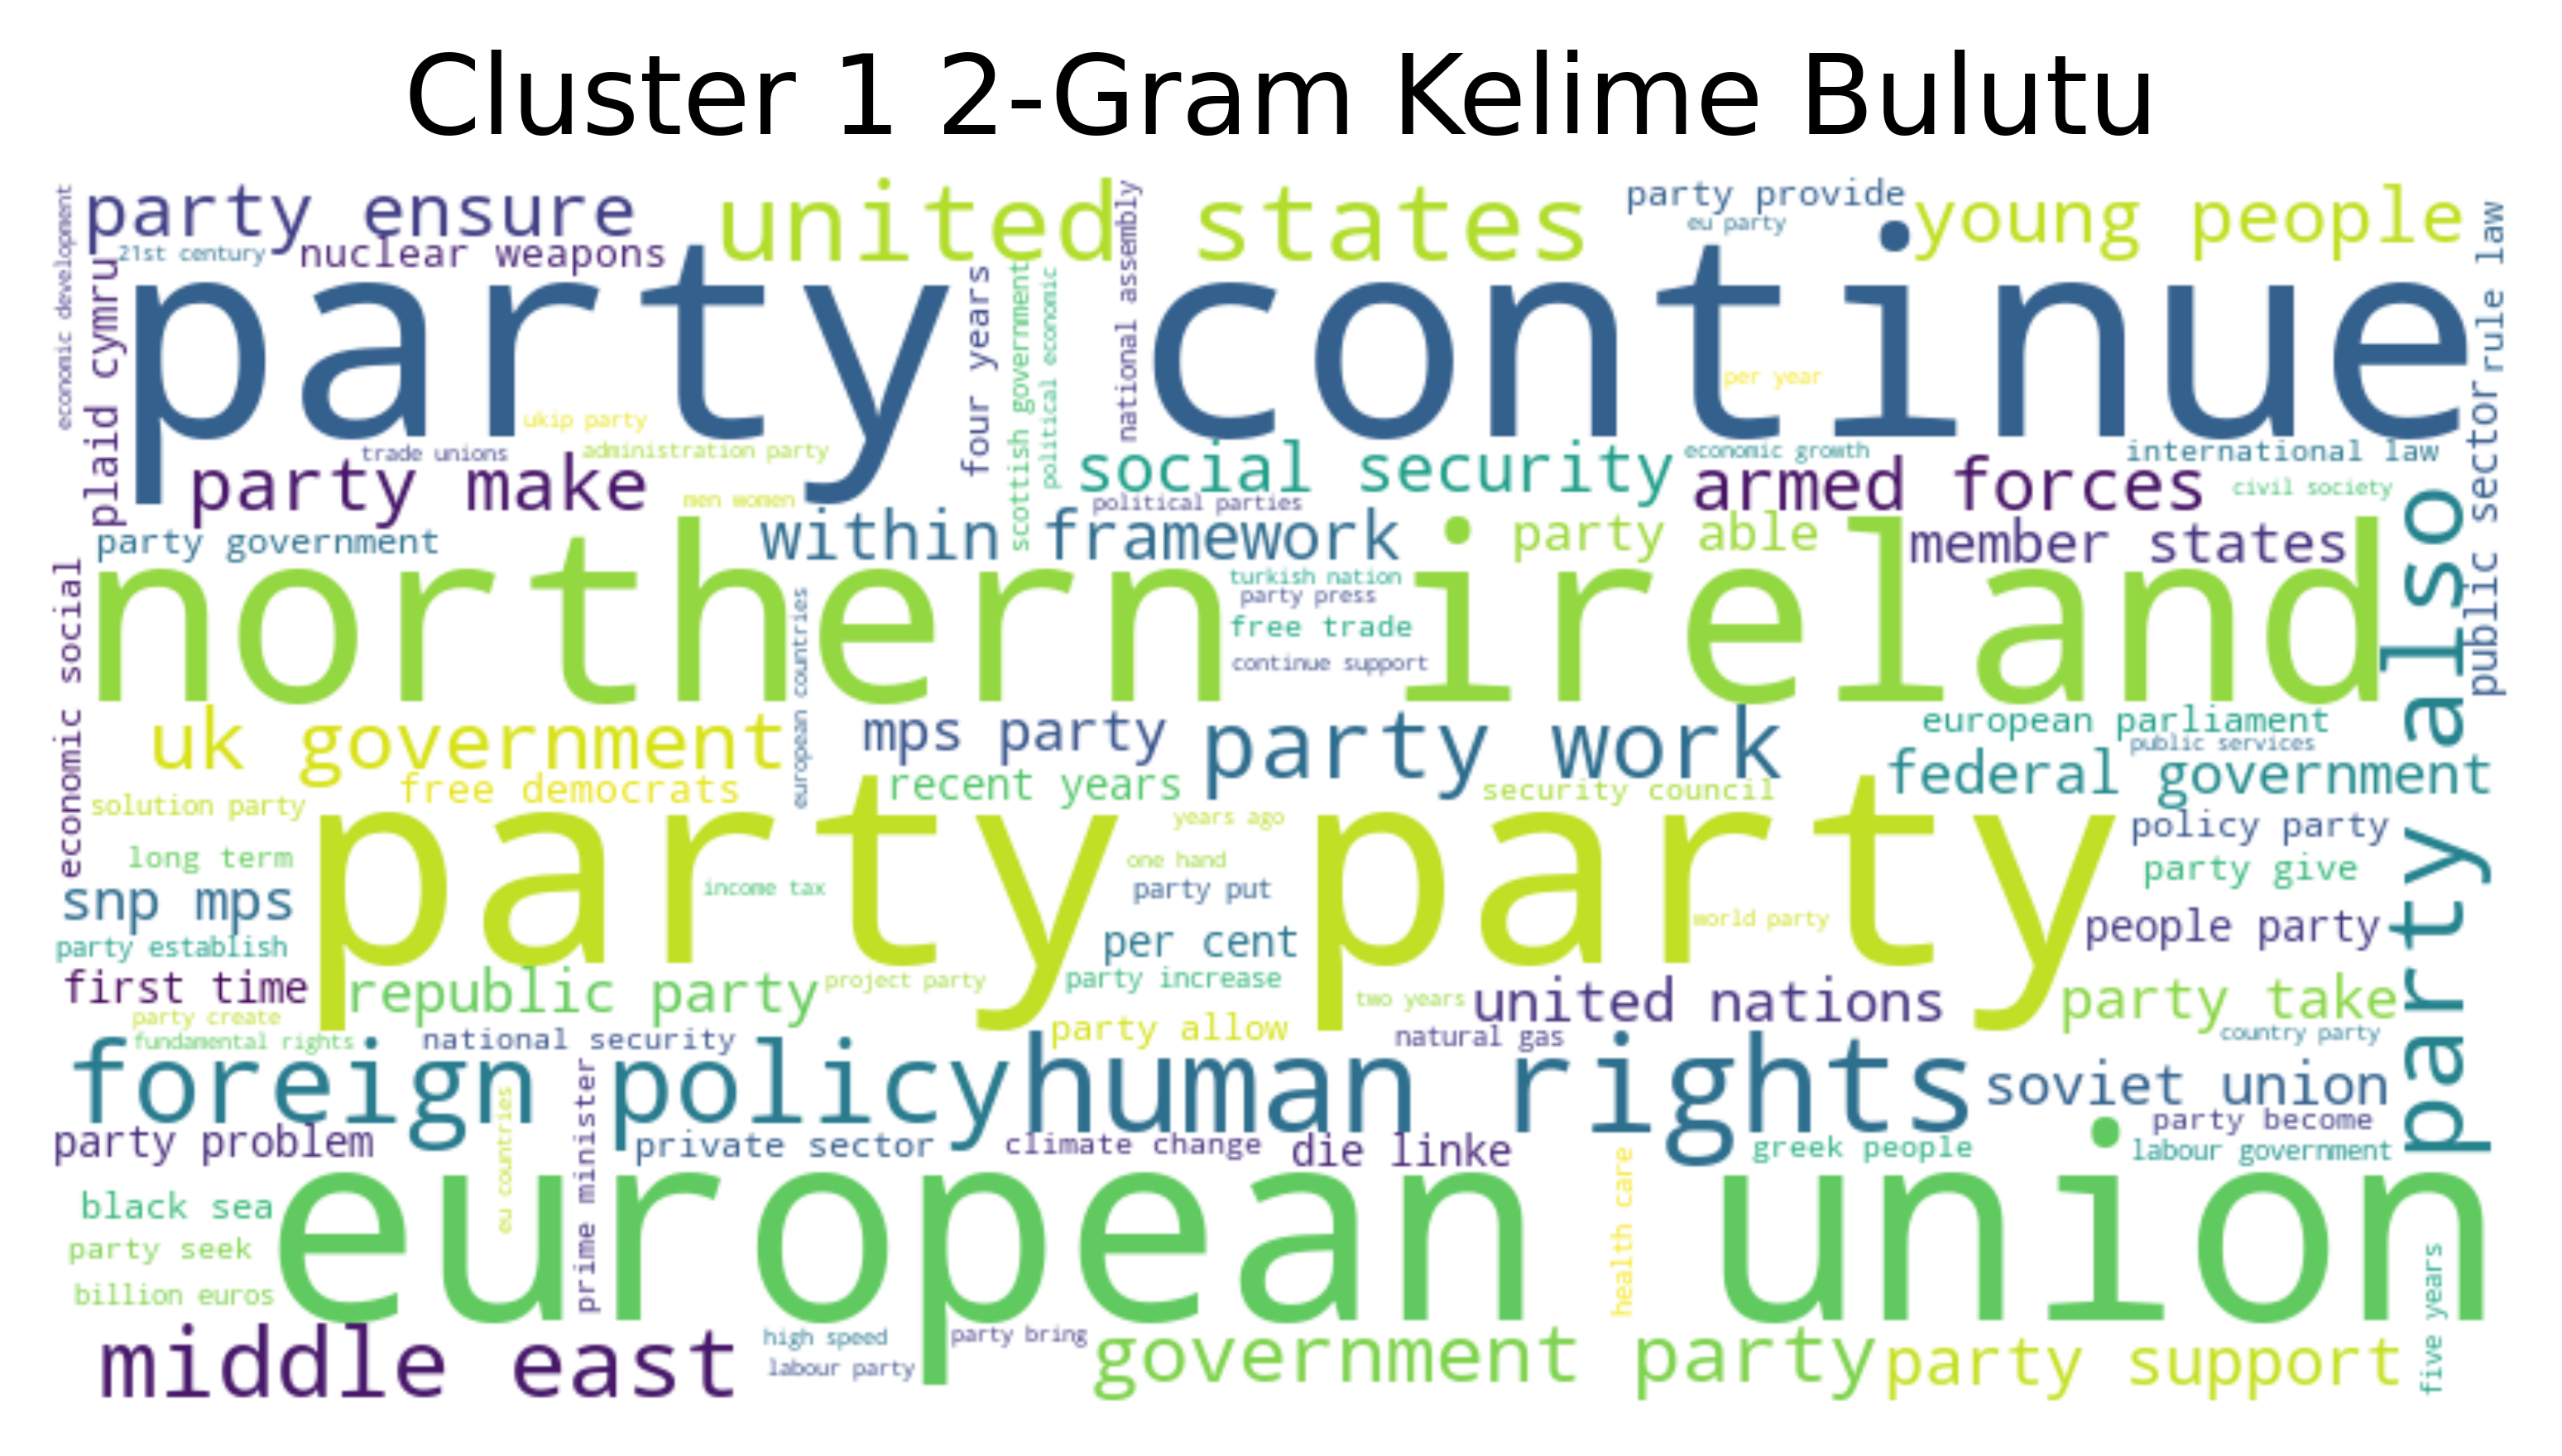 Cluster 1 2-Gram Kelime Bulutu
party ensure
united states
party provide
eu party
young people
21st century
nuclear weapons
economic development
plaid cymru
party continue
four years
scottish government
political economic
national assembly
per year
rule law
ukip party
trade unions
administration party
party make
men women
social security
political parties
economic growth
armed forces
international law
civil society
public sector
party government
within framework
party able
member states
northern ireland
turkish nation
party press
free trade
continue support
european countries
economic social
party also
uk government
mps party
party work
european parliament
public services
free democrats
recent years
security council
federal government
solution party
party party
years ago
policy party
long term
one hand
party give
snp mps
income tax
party put
world party
people party
party establish
per cent
first time
republic party
project party
party increase
two years
united nations
party take
party create
party allow
fundamental rights
national security
natural gas
country party
foreign policy
human rights
soviet union
party problem
private sector
climate change
die linke
greek people
party become
labour government
eu countries
prime minister
health care
black sea
european union
party seek
billion euros
five years
middle east
high speed
labour party
party bring
government party
party support